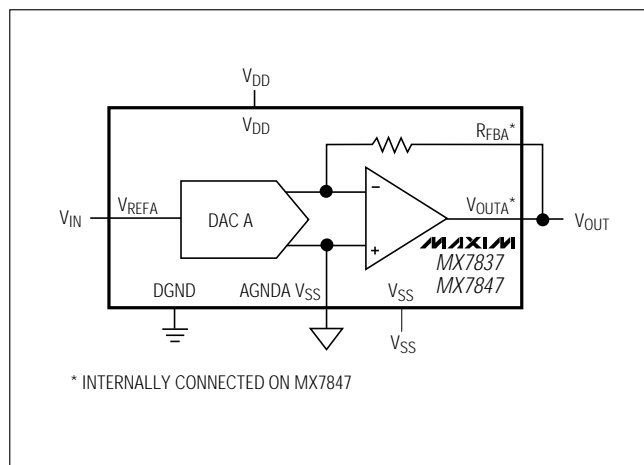 VDD
VDD
RFBA*
VIN
VREFA
DAC A
−
+
VOUTA*
VOUT
MAXIM
MX7837
MX7847
DGND
AGNDA VSS
VSS
VSS
* INTERNALLY CONNECTED ON MX7847